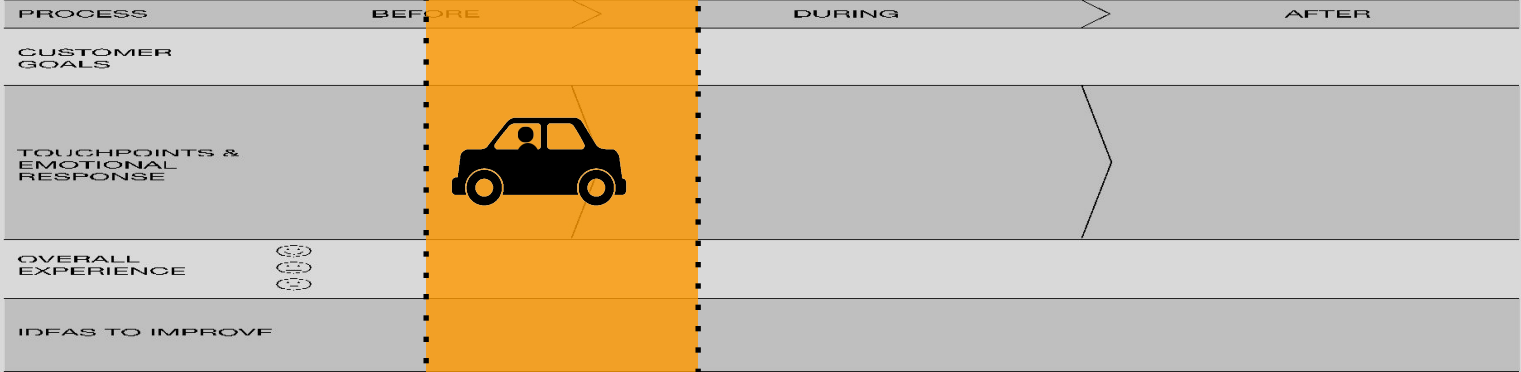 PROCESS BEFORE DURING AFTER
CUSTOMER
GOALS
TOUCHPOINTS &
EMOTIONAL
RESPONSE
OVERALL
EXPERIENCE
IDEAS TO IMPROVE